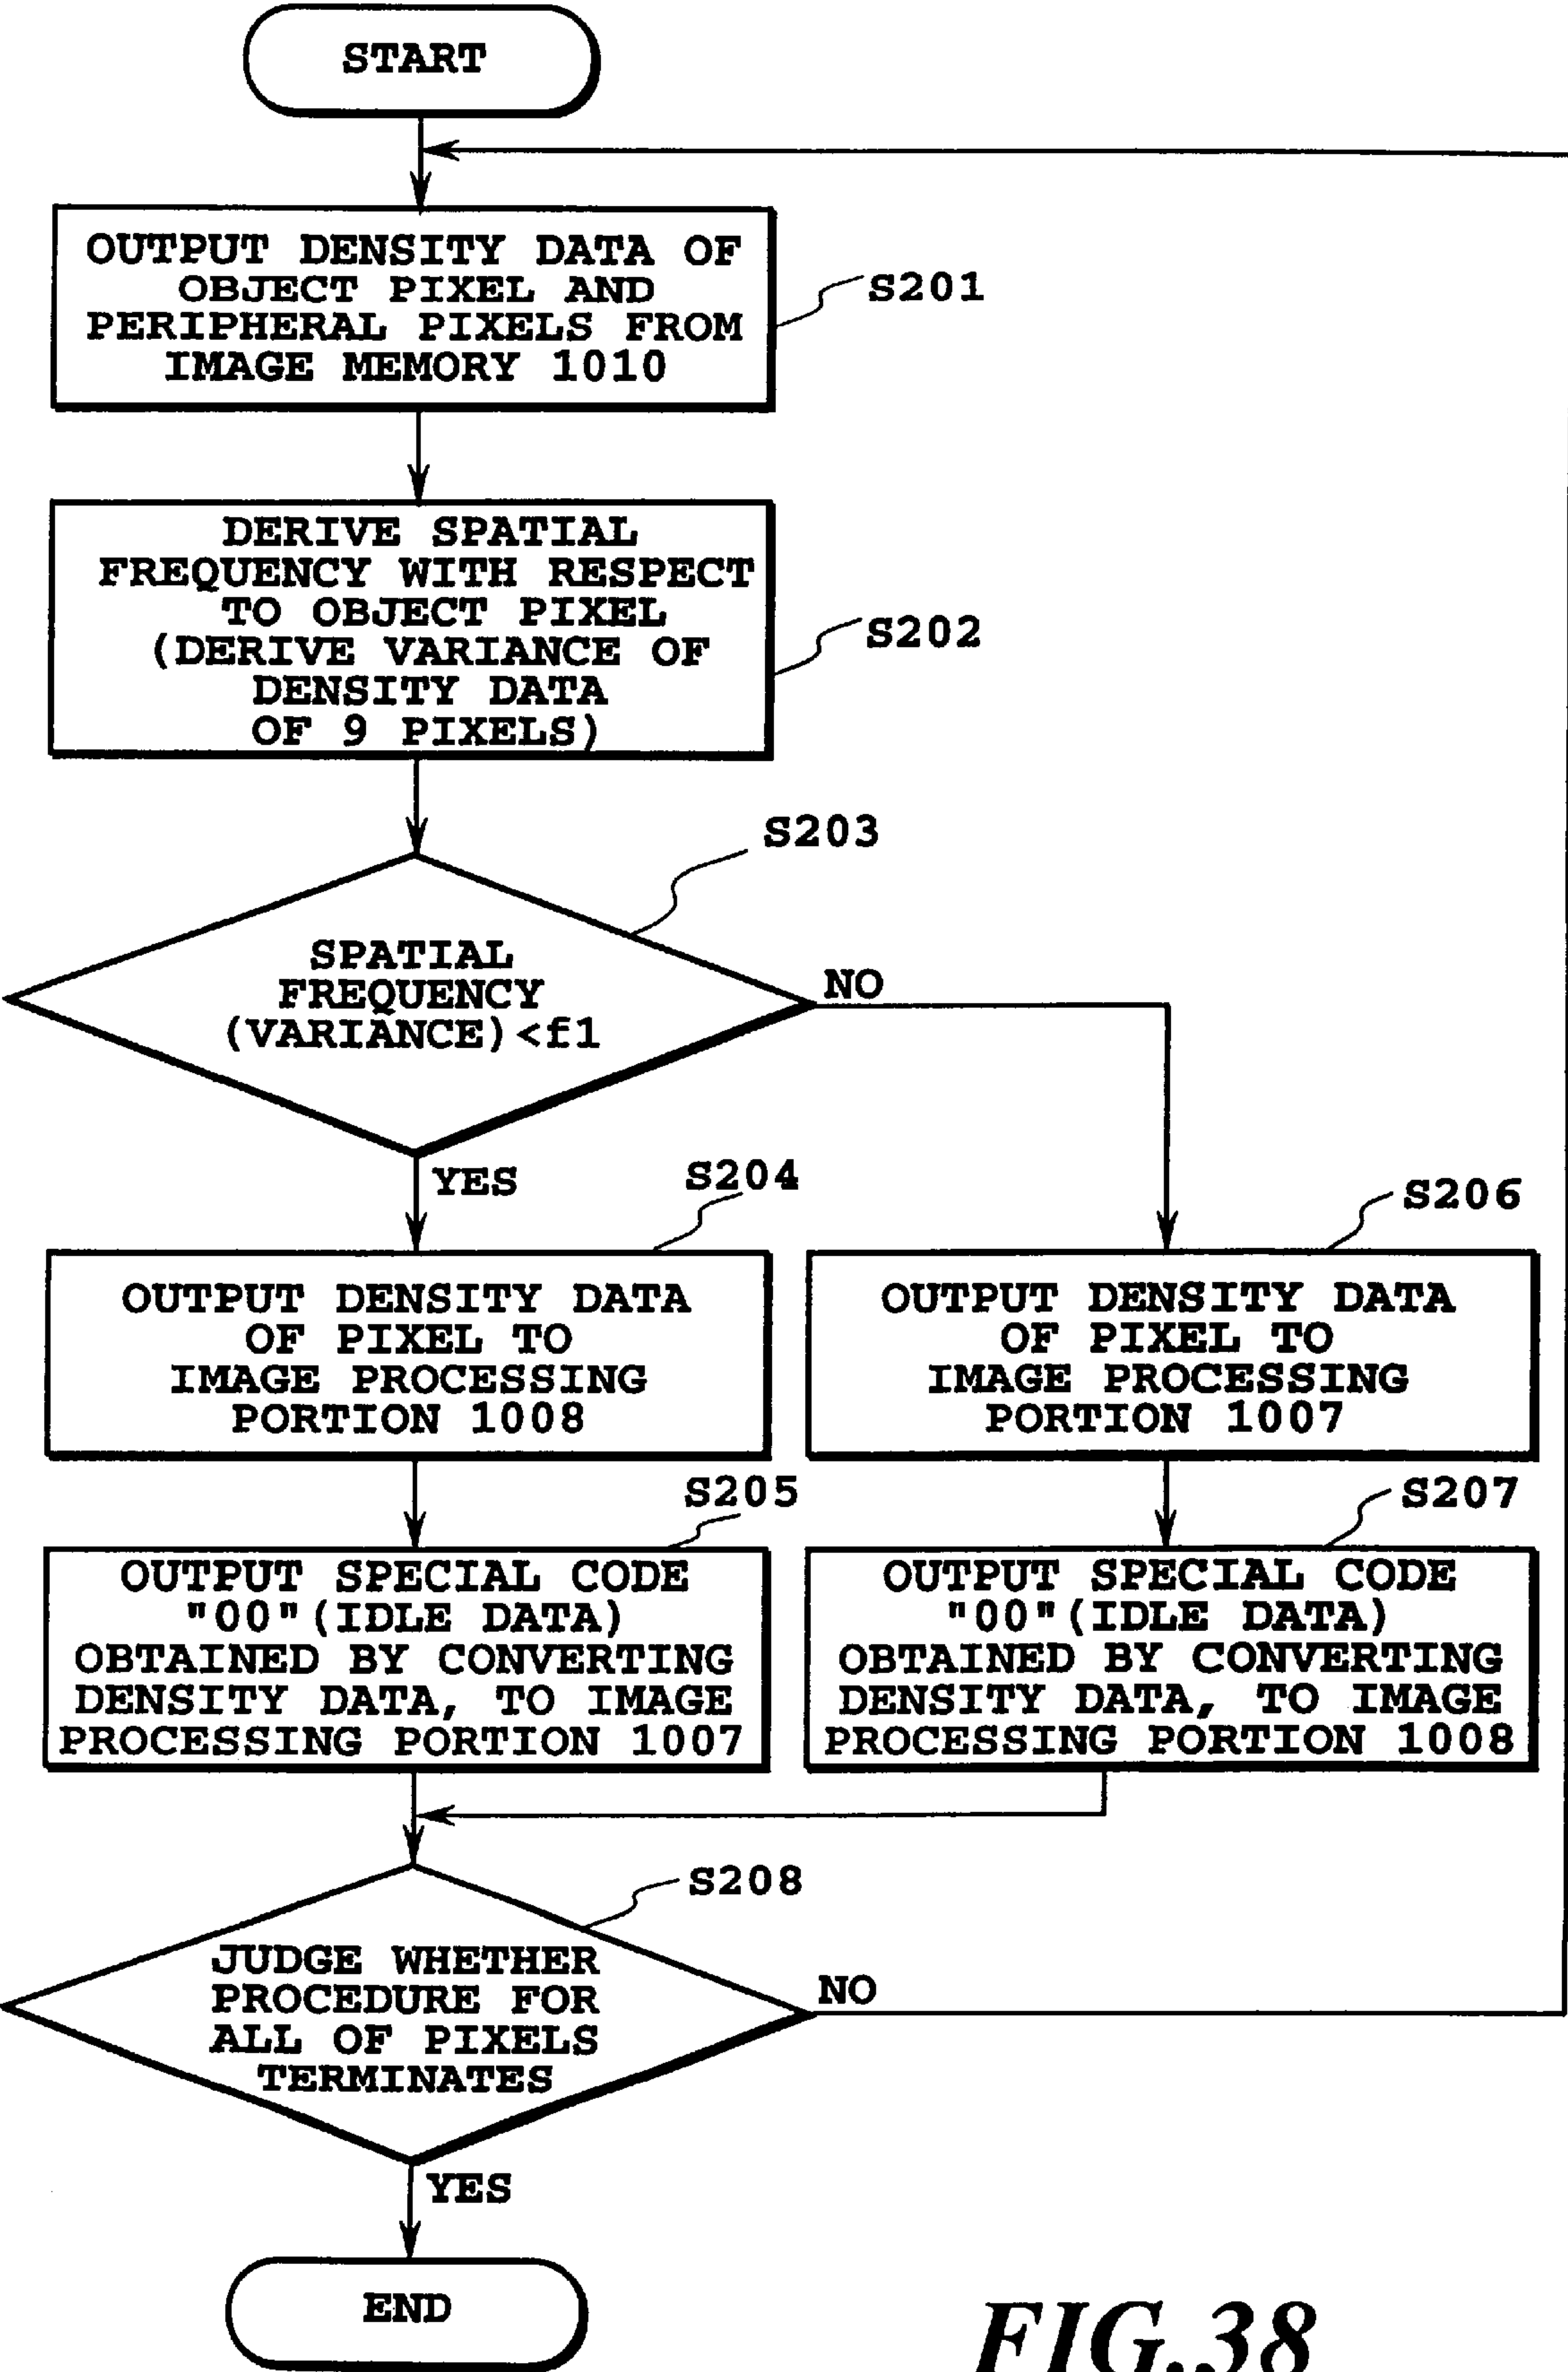 START
OUTPUT DENSITY DATA OF
OBJECT PIXEL AND
PERIPHERAL PIXELS FROM
IMAGE MEMORY 1010
S201
DERIVE SPATIAL
FREQUENCY WITH RESPECT
TO OBJECT PIXEL
(DERIVE VARIANCE OF
DENSITY DATA
OF 9 PIXELS)
S202
S203
SPATIAL
FREQUENCY
(VARIANCE)<f1
NO
YES
S204
OUTPUT DENSITY DATA
OF PIXEL TO
IMAGE PROCESSING
PORTION 1008
S206
OUTPUT DENSITY DATA
OF PIXEL TO
IMAGE PROCESSING
PORTION 1007
S205
OUTPUT SPECIAL CODE
"00"(IDLE DATA)
OBTAINED BY CONVERTING
DENSITY DATA, TO IMAGE
PROCESSING PORTION 1007
S207
OUTPUT SPECIAL CODE
"00"(IDLE DATA)
OBTAINED BY CONVERTING
DENSITY DATA, TO IMAGE
PROCESSING PORTION 1008
S208
JUDGE WHETHER
PROCEDURE FOR
ALL OF PIXELS
TERMINATES
NO
YES
END
FIG.38